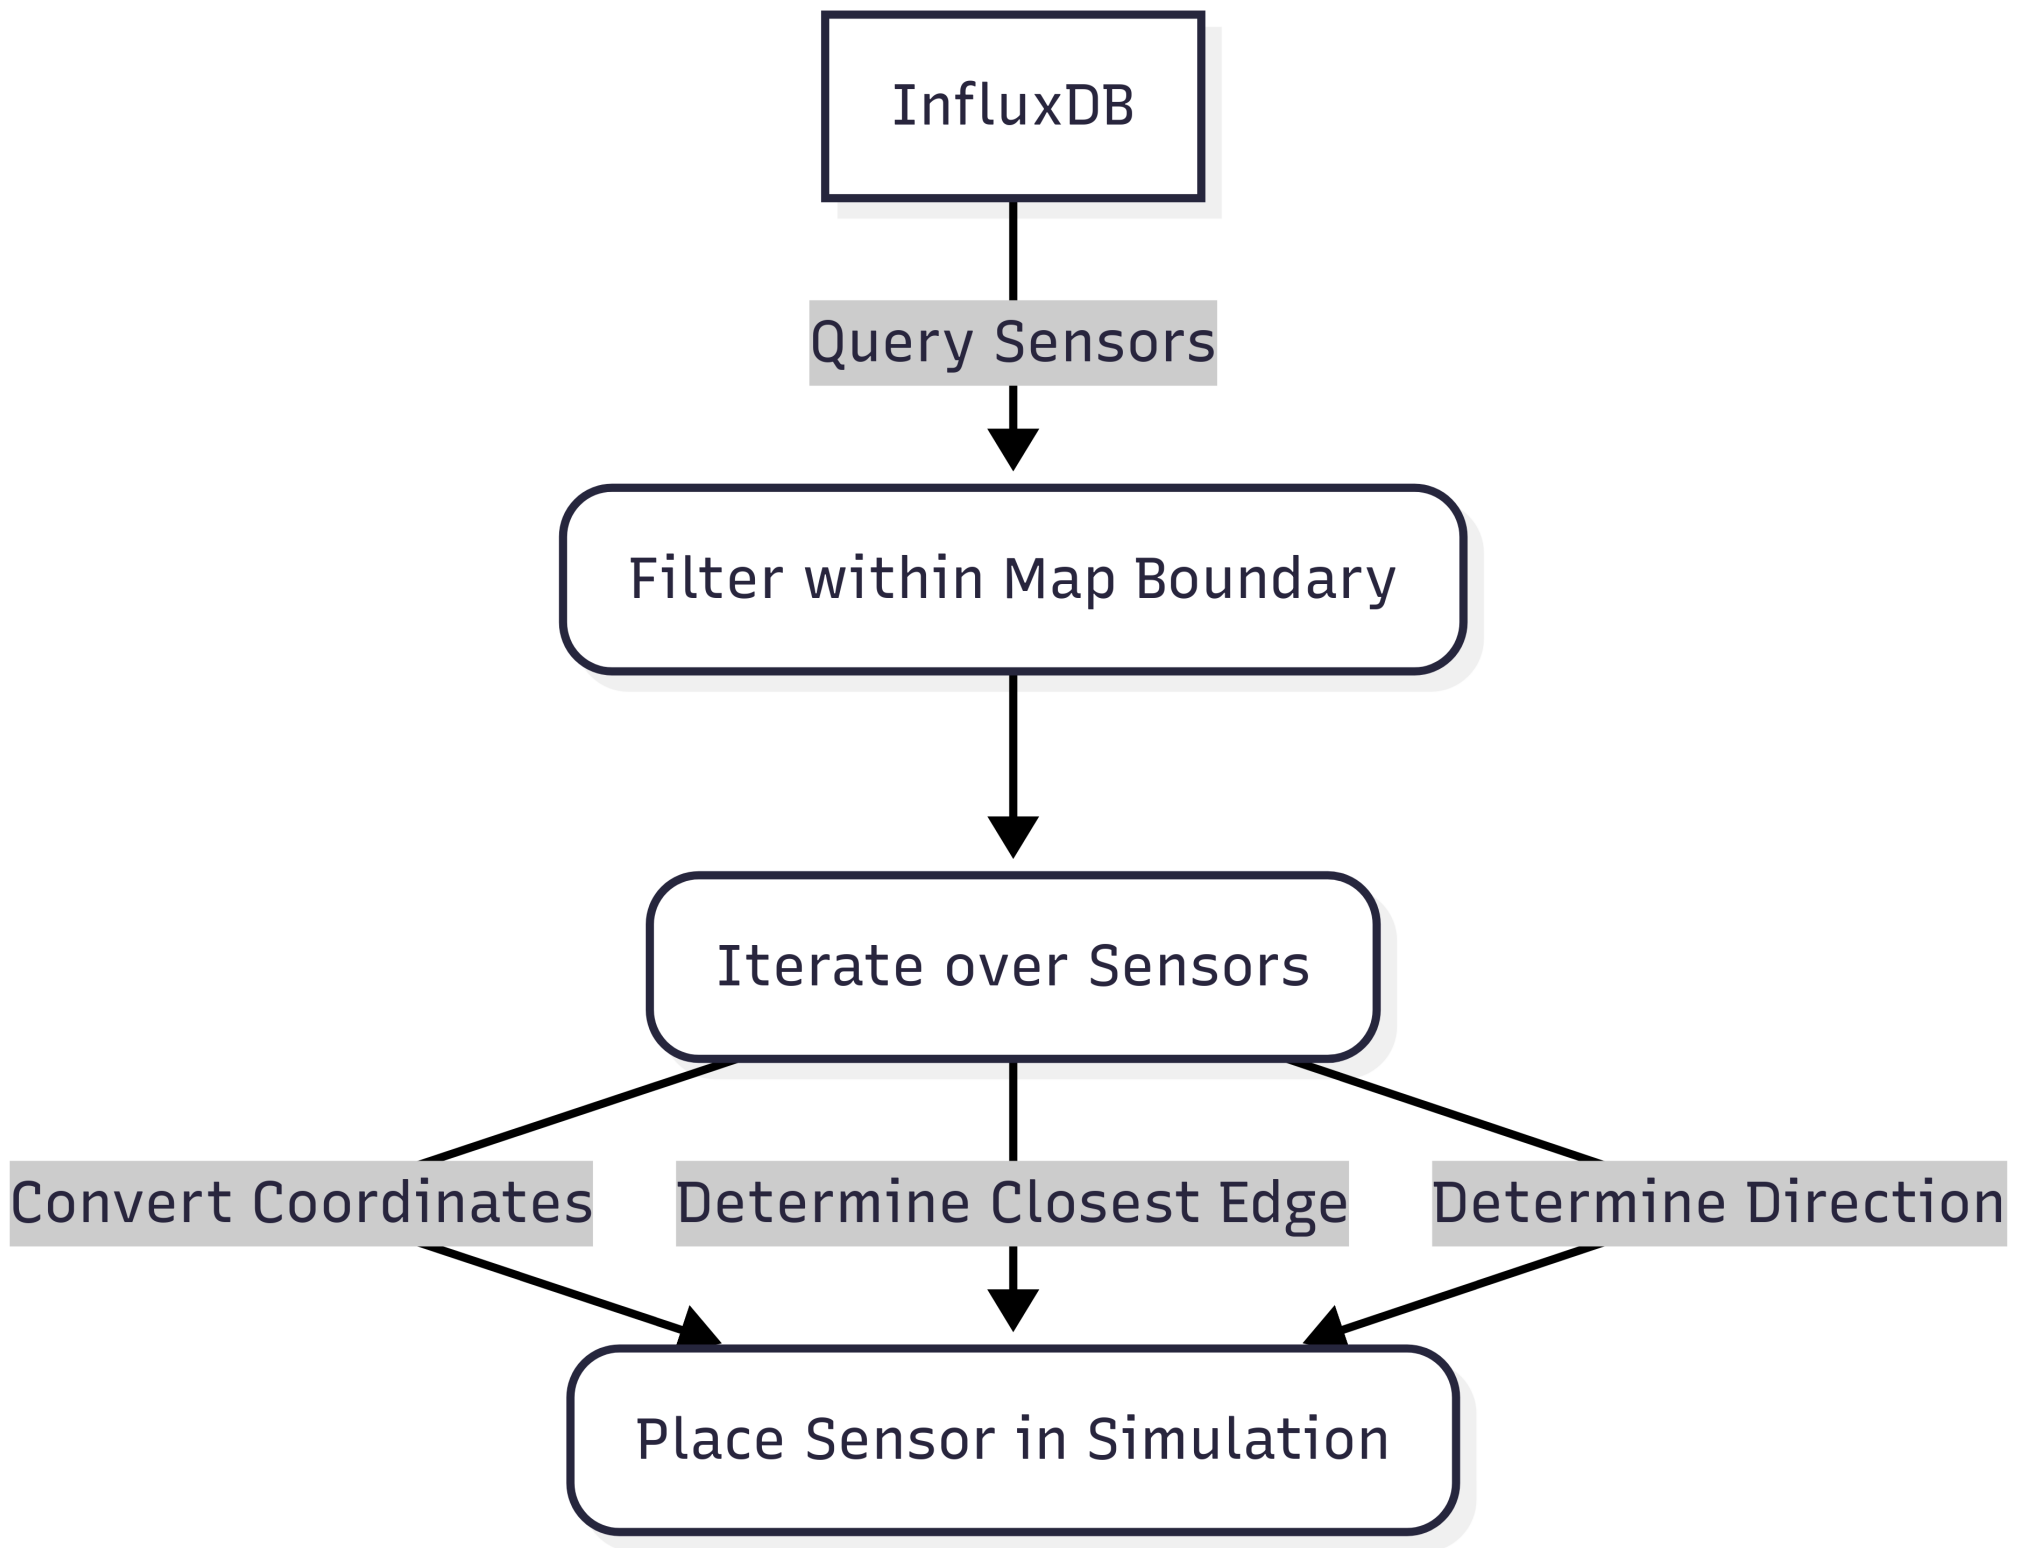 InfluxDB
Query Sensors
Filter within Map Boundary
Iterate over Sensors
Convert Coordinates
Determine Closest Edge
Determine Direction
Place Sensor in Simulation